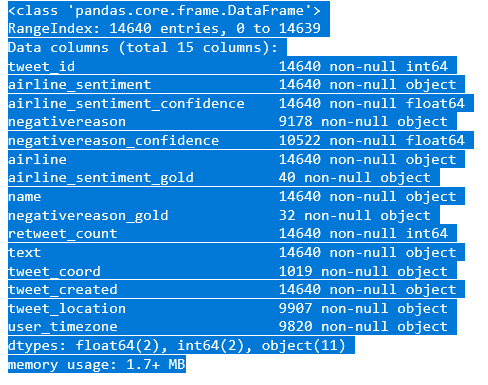 <class 'pandas.core.frame.DataFrame'>
RangeIndex: 14640 entries, 0 to 14639
Data columns (total 15 columns):
tweet_id                        14640 non-null int64
airline_sentiment               14640 non-null object
airline_sentiment_confidence    14640 non-null float64
negativereason                  9178 non-null object
negativereason_confidence       10522 non-null float64
airline                         14640 non-null object
airline_sentiment_gold          40 non-null object
name                            14640 non-null object
negativereason_gold             32 non-null object
retweet_count                   14640 non-null int64
text                            14640 non-null object
tweet_coord                     1019 non-null object
tweet_created                   14640 non-null object
tweet_location                  9907 non-null object
user_timezone                   9820 non-null object
dtypes: float64(2), int64(2), object(11)
memory usage: 1.7+ MB